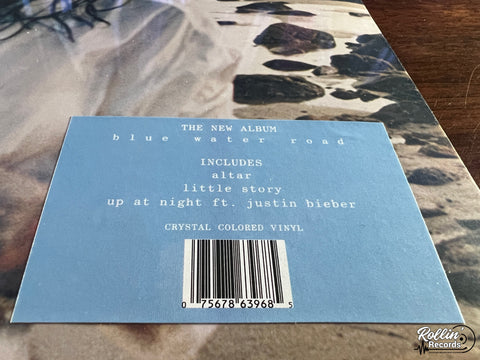 THE NEW ALBUM
blue water road
INCLUDES
altar
little story
up at night ft. justin bieber
CRYSTAL COLORED VINYL
0 75678 63968 5
Rollin
Records